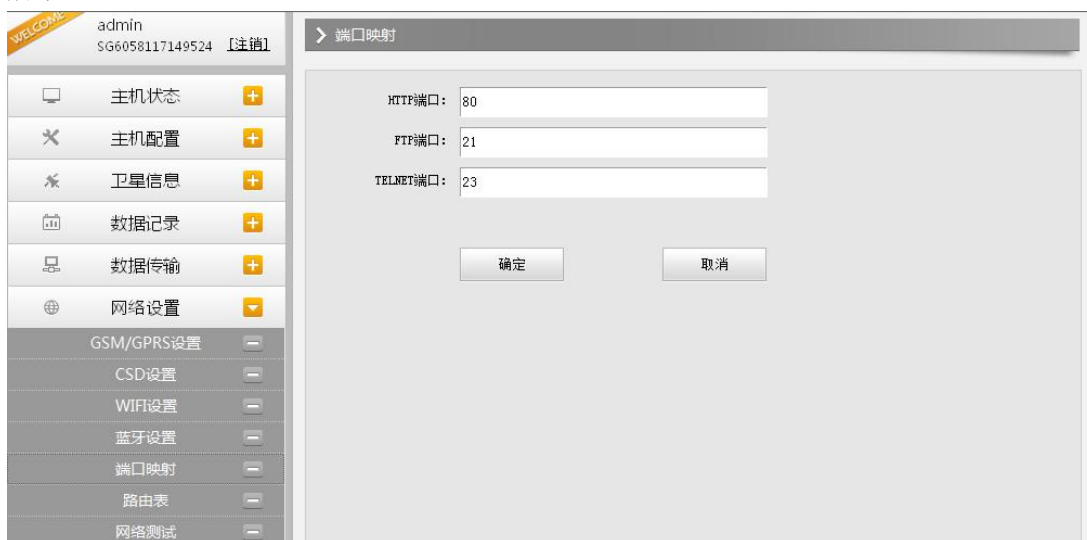 WELCOME
admin
SG6058117149524 [注销]
主机状态
主机配置
卫星信息
数据记录
数据传输
网络设置
GSM/GPRS设置
CSD设置
WIFI设置
蓝牙设置
端口映射
路由表
网络测试
端口映射
HTTP端口： 80
FTP端口： 21
TELNET端口： 23
确定 取消